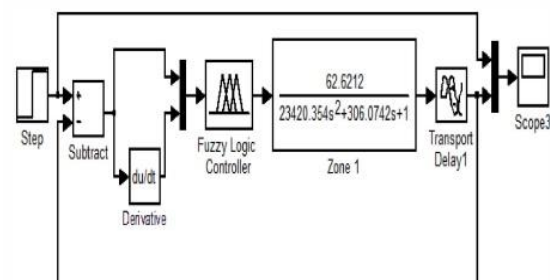 Step
+
-
Subtract
du/dt
Derivative
Fuzzy Logic
Controller
62.6212
23420.354s²+306.0742s+1
Zone 1
Transport
Delay1
Scope3